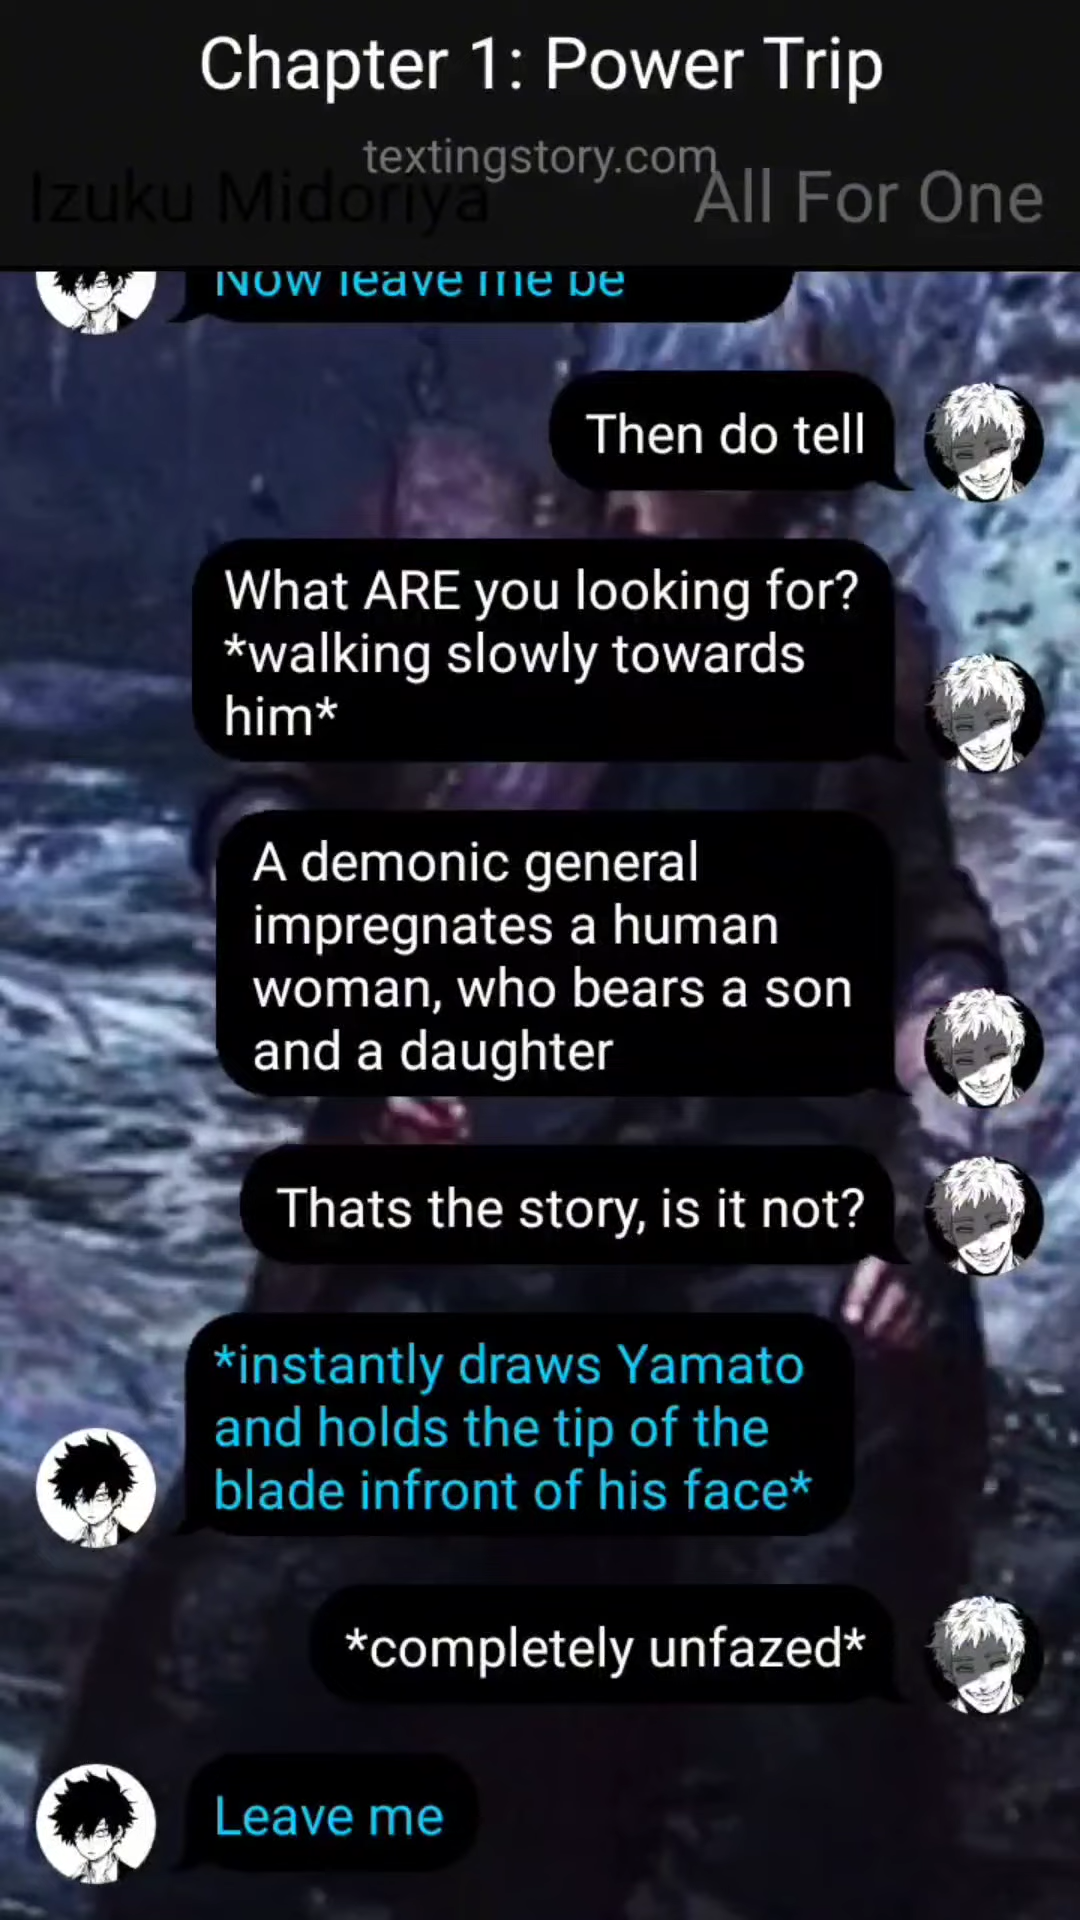 Chapter 1: Power Trip
textingstory.com
Izuku Midoriya
All For One
Now leave me be
Then do tell
What ARE you looking for?
*walking slowly towards
him*
A demonic general
impregnates a human
woman, who bears a son
and a daughter
Thats the story, is it not?
*instantly draws Yamato
and holds the tip of the
blade infront of his face*
*completely unfazed*
Leave me